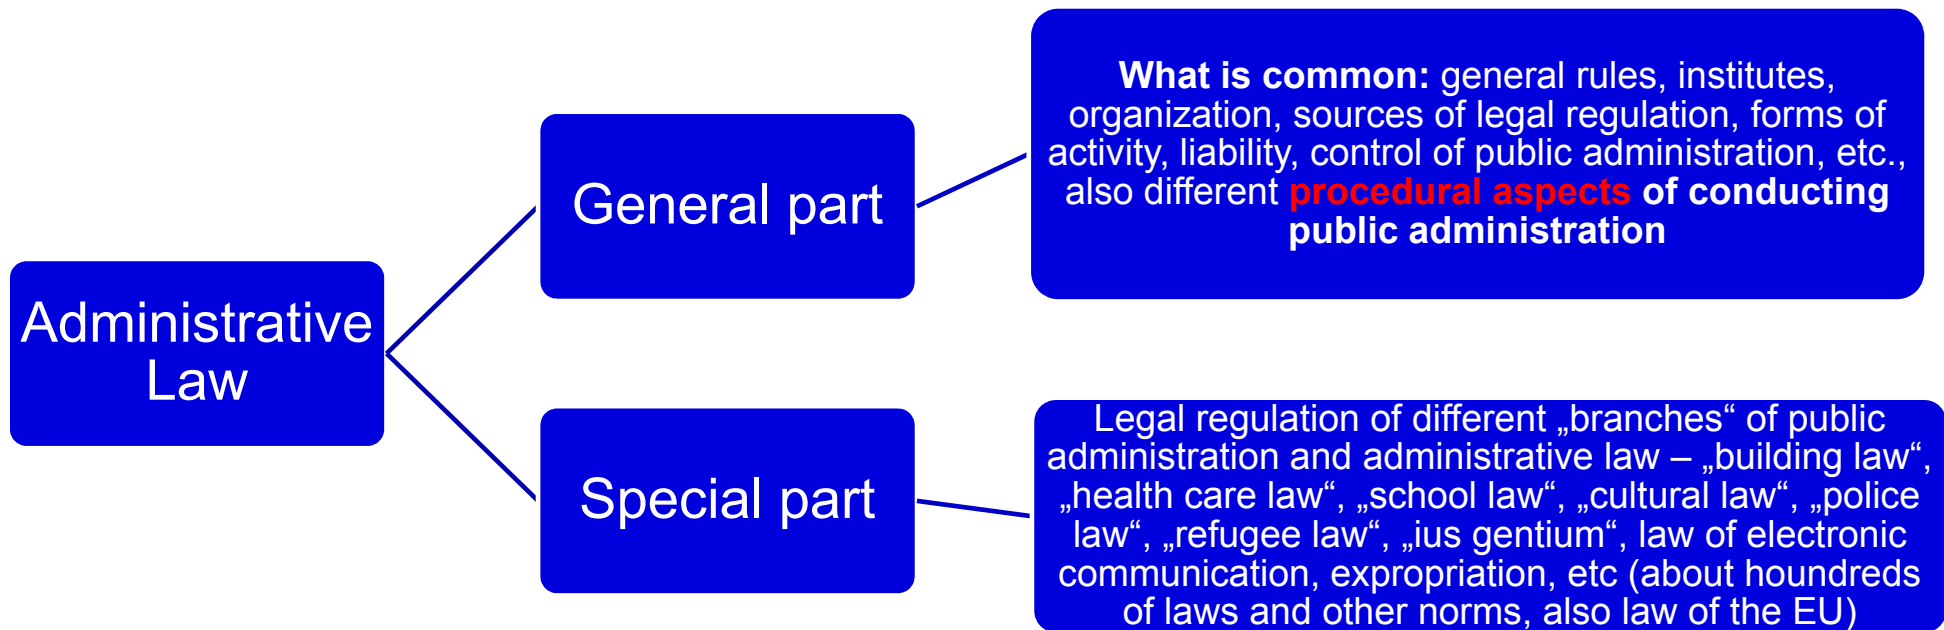 Administrative
Law
General part
What is common: general rules, institutes,
organization, sources of legal regulation, forms of
activity, liability, control of public administration, etc.,
also different procedural aspects of conducting
public administration
Special part
Legal regulation of different „branches“ of public
administration and administrative law – „building law“,
„health care law“, „school law“, „cultural law“, „police
law“, „refugee law“, „ius gentium“, law of electronic
communication, expropriation, etc (about houndreds
of laws and other norms, also law of the EU)